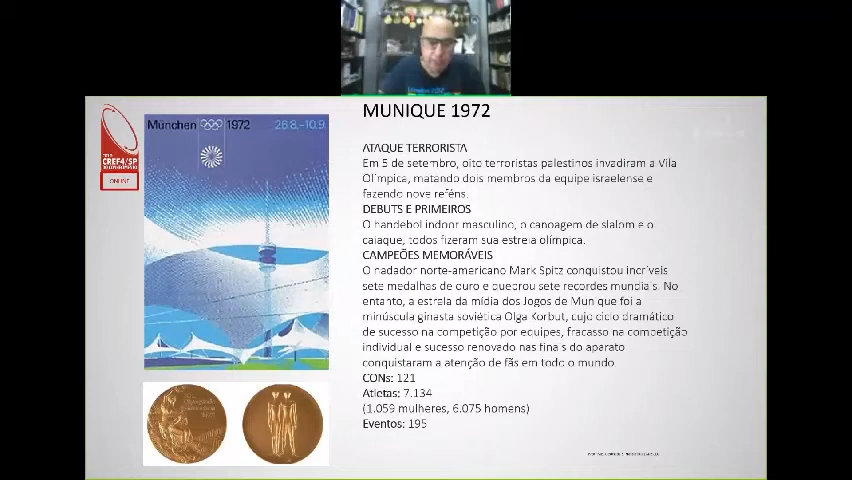 MUNIQUE 1972
München 1972 26.8.-10.9.
CREF4/SP
ONLINE
ATAQUE TERRORISTA
Em 5 de setembro, oito terroristas palestinos invadiram a Vila
Olímpica, matando dois membros da equipe israelense e
fazendo nove reféns.
DEBUTS E PRIMEIROS
O handebol indoor masculino, o canoagem de slalom e o
caiaque, todos fizeram sua estreia olímpica.
CAMPEÕES MEMORÁVEIS
O nadador norte-americano Mark Spitz conquistou incríveis
sete medalhas de ouro e quebrou sete recordes mundiais. No
entanto, a estrela da mídia dos Jogos de Munique foi a
minúscula ginasta soviética Olga Korbut, cujo ciclo dramático
de sucesso na competição por equipes, fracasso na competição
individual e sucesso renovado nas finais do aparato
conquistaram a atenção de fãs em todo o mundo.
CONs: 121
Atletas: 7.134
(1.059 mulheres, 6.075 homens)
Eventos: 195